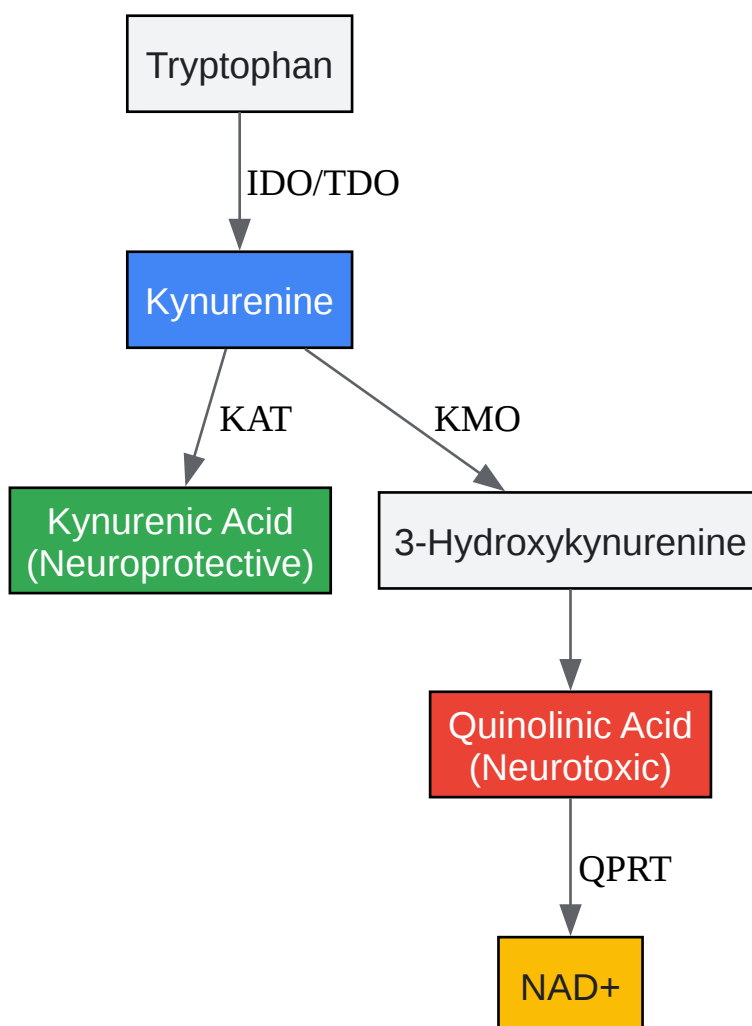 Tryptophan
IDO/TDO
Kynurenine
KAT
KMO
Kynurenic Acid
(Neuroprotective)
3-Hydroxykynurenine
Quinolinic Acid
(Neurotoxic)
QPRT
NAD+